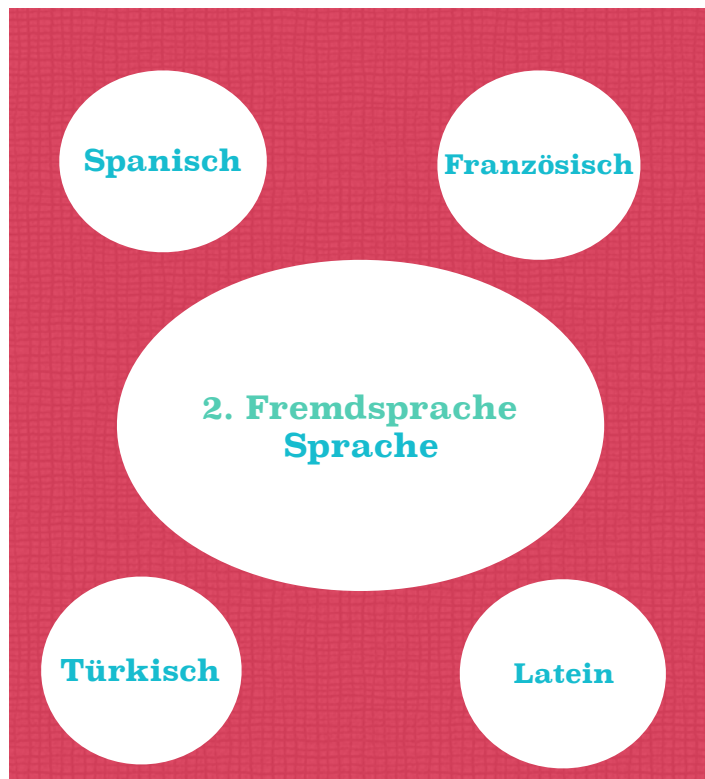 Spanisch
Französisch
2. Fremdsprache
Sprache
Türkisch
Latein